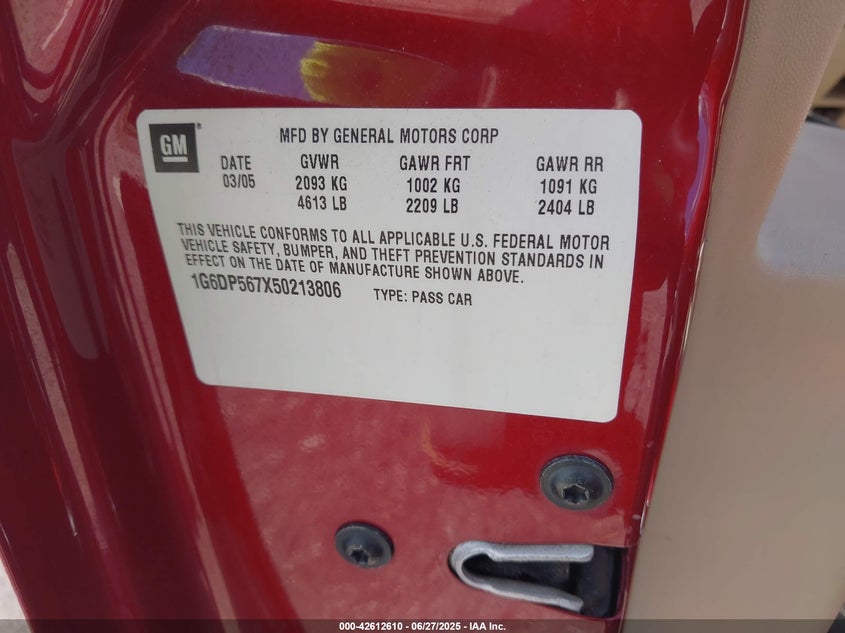 GM®
MFD BY GENERAL MOTORS CORP
DATE GVWR GAWR FRT GAWR RR
03/05 2093 KG 1002 KG 1091 KG
4613 LB 2209 LB 2404 LB
THIS VEHICLE CONFORMS TO ALL APPLICABLE U.S. FEDERAL MOTOR
VEHICLE SAFETY, BUMPER, AND THEFT PREVENTION STANDARDS IN
EFFECT ON THE DATE OF MANUFACTURE SHOWN ABOVE.
1G6DP567X50213806 TYPE: PASS CAR
000-42612610 - 06/27/2025 - IAA Inc.